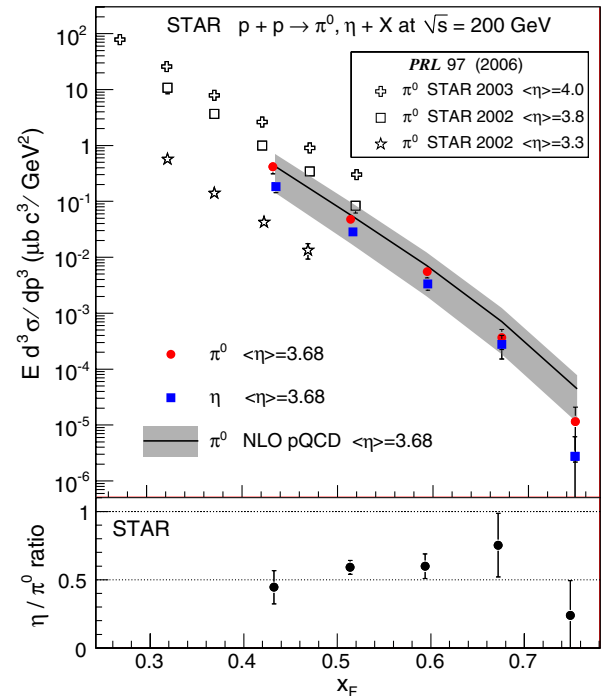 STAR p + p → π⁰, η + X at √s = 200 GeV
PRL 97 (2006)
π⁰ STAR 2003 <η>=4.0
π⁰ STAR 2002 <η>=3.8
π⁰ STAR 2002 <η>=3.3
E d³σ/dp³ (μb c³/GeV²)
10²
10
1
10⁻¹
10⁻²
10⁻³
10⁻⁴
10⁻⁵
10⁻⁶
π⁰ <η>=3.68
η <η>=3.68
π⁰ NLO pQCD <η>=3.68
STAR
η / π⁰ ratio
1
0.5
0
0.3 0.4 0.5 0.6 0.7
x_F